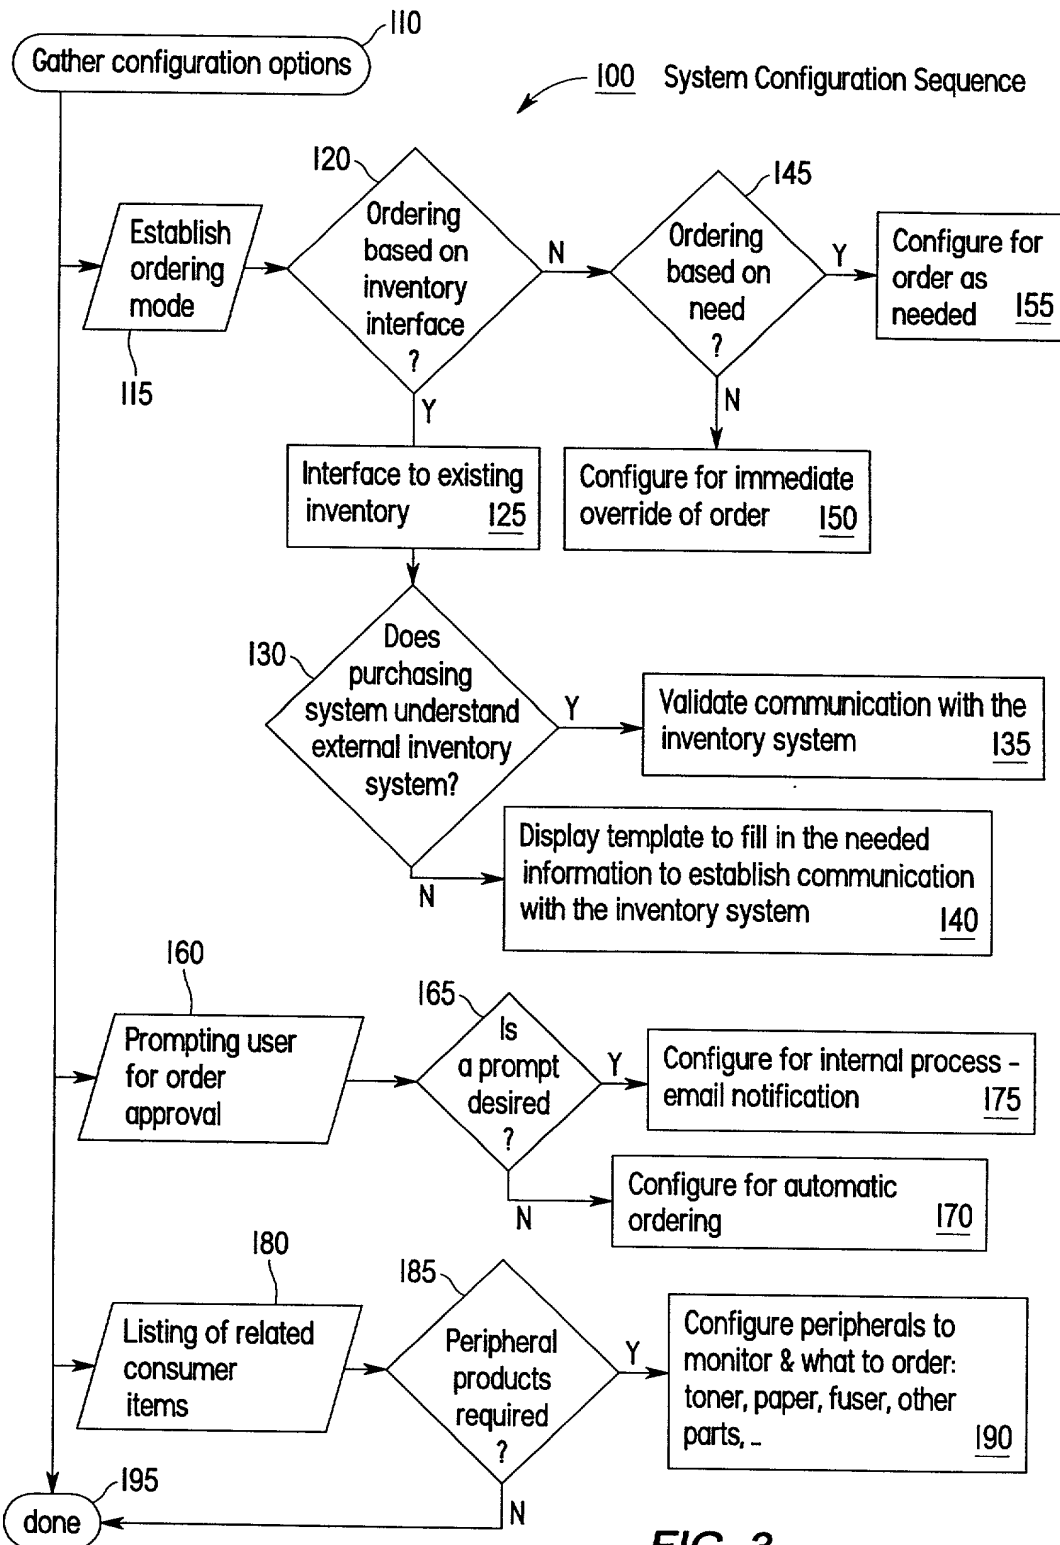 110
Gather configuration options
100 System Configuration Sequence
120
145
Establish
ordering
mode
115
Ordering
based on
inventory
interface
?
N
Y
Ordering
based on
need
?
Y
N
Configure for
order as
needed 155
Interface to existing
inventory 125
Configure for immediate
override of order 150
130
Does
purchasing
system understand
external inventory
system?
Y
N
Validate communication with the
inventory system 135
Display template to fill in the needed
information to establish communication
with the inventory system 140
160
Prompting user
for order
approval
165
Is
a prompt
desired
?
Y
N
Configure for internal process -
email notification 175
Configure for automatic
ordering 170
180
Listing of related
consumer
items
185
Peripheral
products
required
?
Y
N
Configure peripherals to
monitor & what to order:
toner, paper, fuser, other
parts, ... 190
195
done